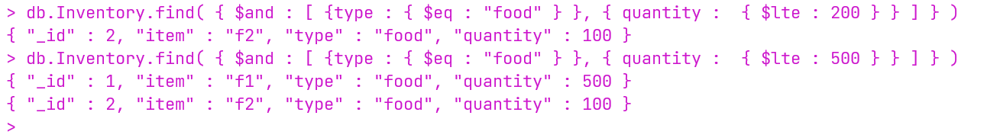 > db.Inventory.find( { $and : [ {type : { $eq : "food" } }, { quantity :  { $lte : 200 } } ] } )
{ "_id" : 2, "item" : "f2", "type" : "food", "quantity" : 100 }
> db.Inventory.find( { $and : [ {type : { $eq : "food" } }, { quantity :  { $lte : 500 } } ] } )
{ "_id" : 1, "item" : "f1", "type" : "food", "quantity" : 500 }
{ "_id" : 2, "item" : "f2", "type" : "food", "quantity" : 100 }
>